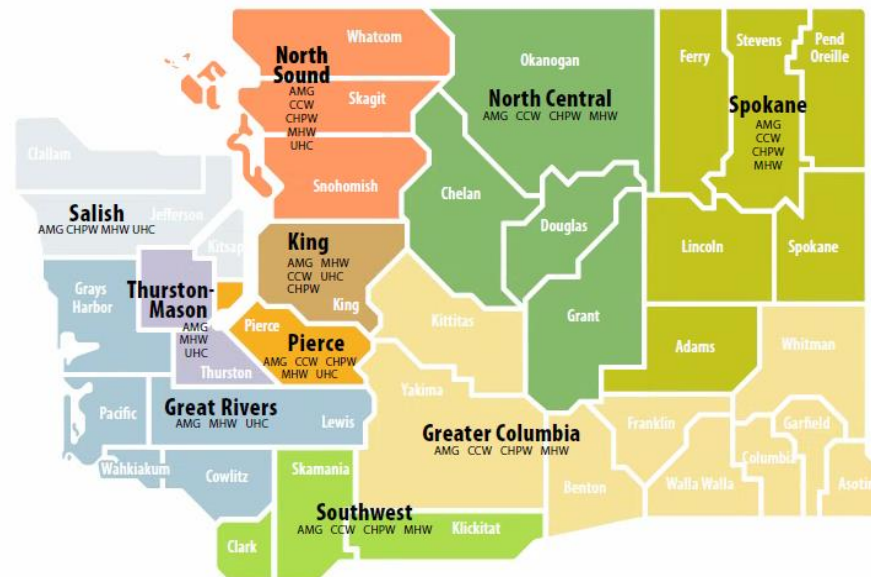 Whatcom
North
Sound
AMG
CCW
CHPW
MHW
UHC
Skagit
Snohomish
Okanogan
North Central
AMG CCW CHPW MHW
Chelan
Douglas
Grant
Ferry
Stevens
Pend
Oreille
Spokane
AMG
CCW
CHPW
MHW
Lincoln
Spokane
Adams
Clallam
Salish
Jefferson
AMG CHPW MHW UHC
Kitsap
King
AMG MHW
CCW UHC
CHPW
King
Grays
Harbor
Thurston-
Mason
AMG
MHW
UHC
Thurston
Pierce
Pierce
AMG CCW CHPW
MHW UHC
Pacific
Great Rivers
AMG MHW UHC
Lewis
Wahkiakum
Cowlitz
Kittitas
Yakima
Greater Columbia
AMG CCW CHPW MHW
Benton
Franklin
Walla Walla
Whitman
Garfield
Columbia
Asotin
Skamania
Southwest
AMG CCW CHPW MHW
Klickitat
Clark